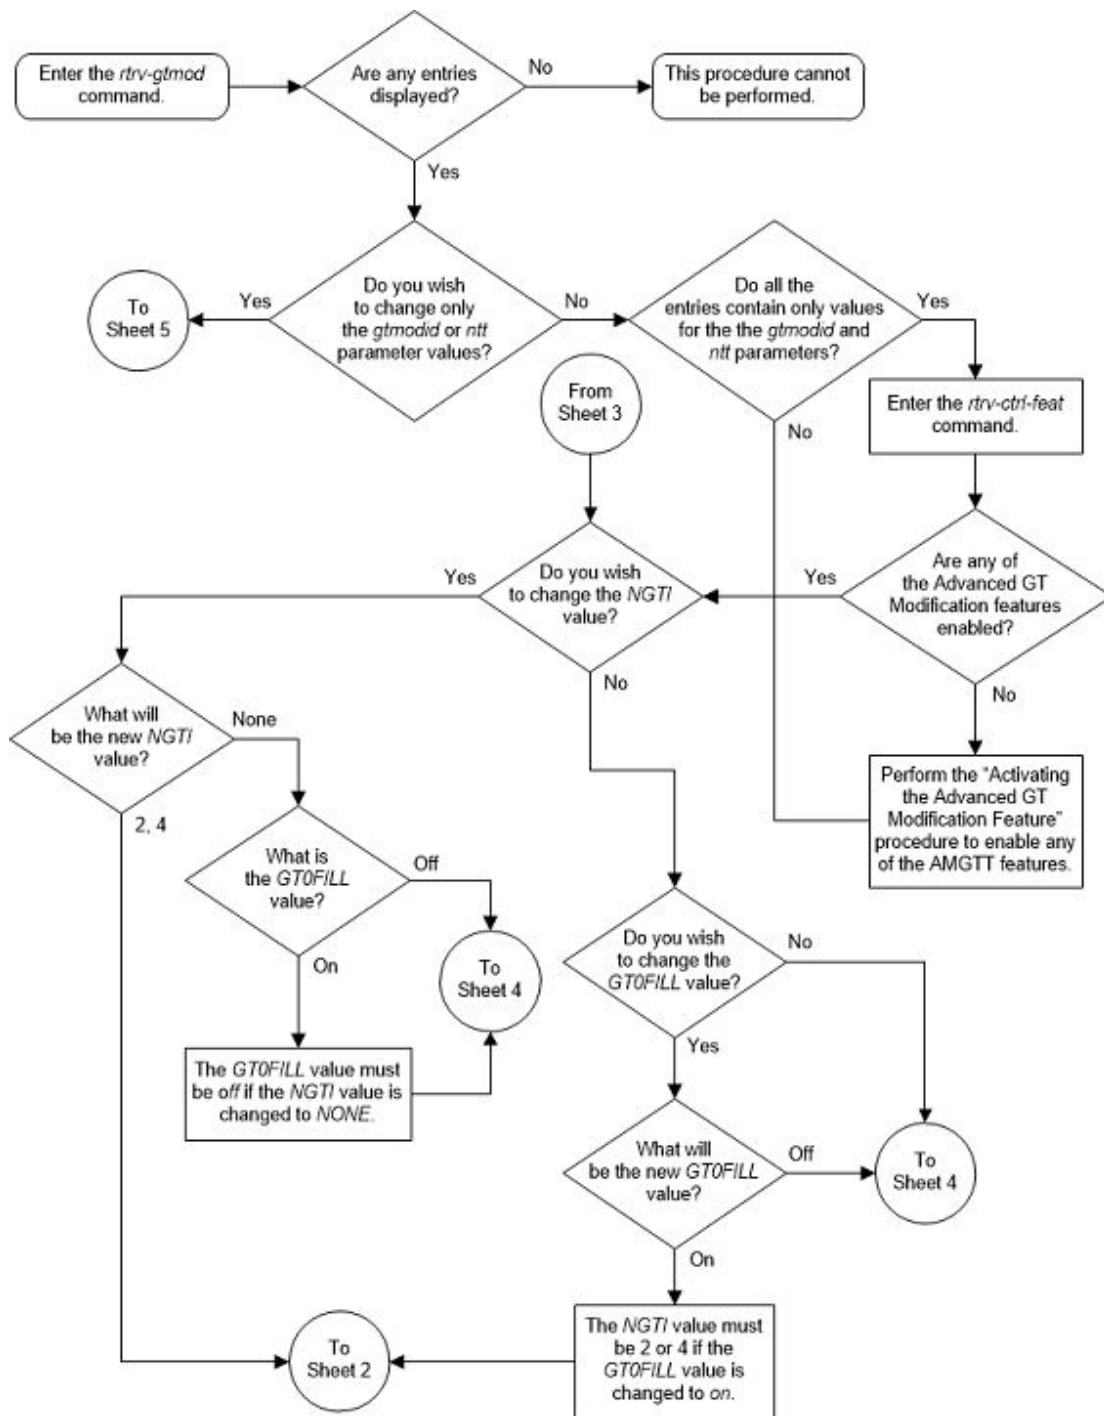 Enter the rtrv-gtmod
command.
Are any entries
displayed?
No
This procedure cannot
be performed.
Yes
To
Sheet 5
Yes
Do you wish
to change only
the gtmodid or ntt
parameter values?
No
Do all the
entries contain only values
for the the gtmodid and
ntt parameters?
Yes
From
Sheet 3
No
Enter the rtrv-ctrl-feat
command.
Yes
Do you wish
to change the NGTI
value?
Yes
Are any of
the Advanced GT
Modification features
enabled?
No
No
What will
be the new NGTI
value?
None
2, 4
Perform the “Activating
the Advanced GT
Modification Feature”
procedure to enable any
of the AMGTT features.
What is
the GT0FILL
value?
Off
On
To
Sheet 4
Do you wish
to change the
GT0FILL value?
No
Yes
The GT0FILL value must
be off if the NGTI value is
changed to NONE.
What will
be the new GT0FILL
value?
Off
To
Sheet 4
On
To
Sheet 2
The NGTI value must
be 2 or 4 if the
GT0FILL value is
changed to on.